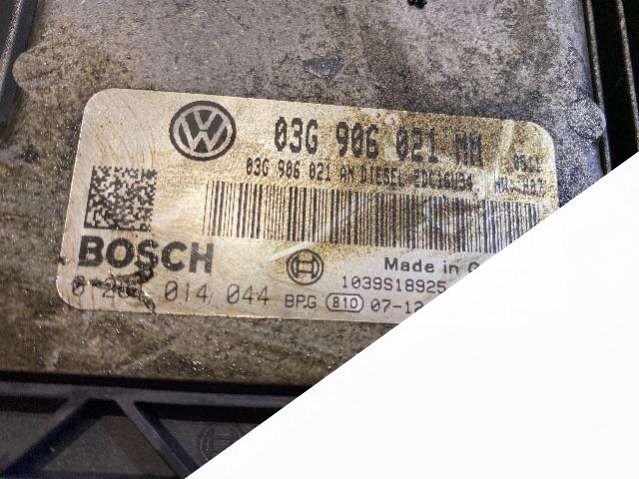 03G 906 021 MM
03G 906 021 AN DIESEL EDC16U34
BOSCH
Made in
1039S18925
014 044 BPG 810 07-12